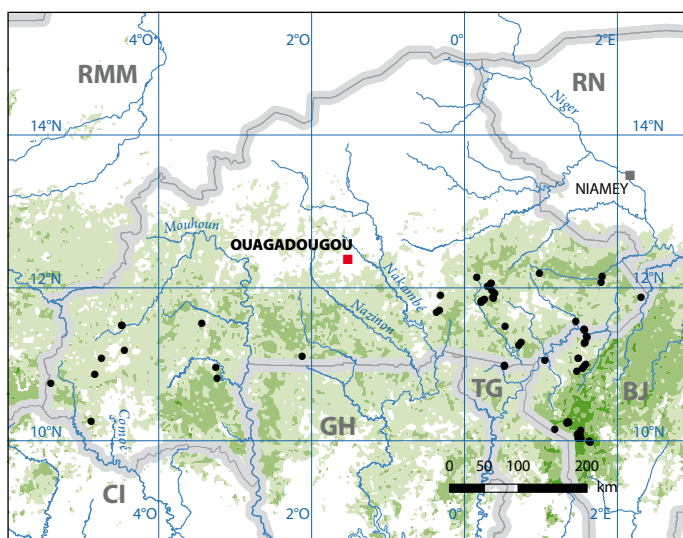 4°O 2°O 0° 2°E
RMM RN
Niger
14°N 14°N
NIAMEY
Mouhoun
OUAGADOUGOU
Nakambe
12°N 12°N
Nazinon
TG BJ
GH
Comoé
10°N 10°N
0 50 100 200
km
CI
4°O 2°O 2°E